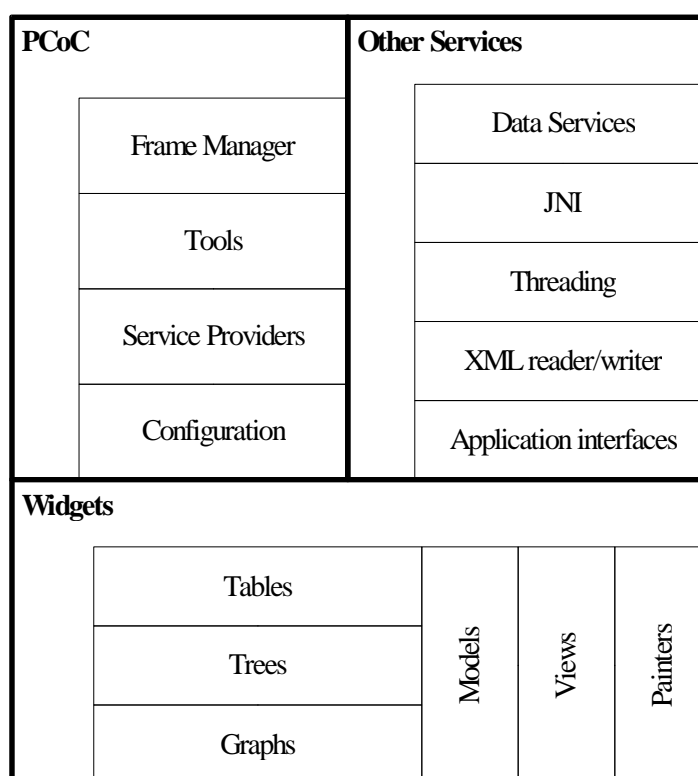 PCoC
Frame Manager
Tools
Service Providers
Configuration
Other Services
Data Services
JNI
Threading
XML reader/writer
Application interfaces
Widgets
Tables
Trees
Graphs
Models
Views
Painters